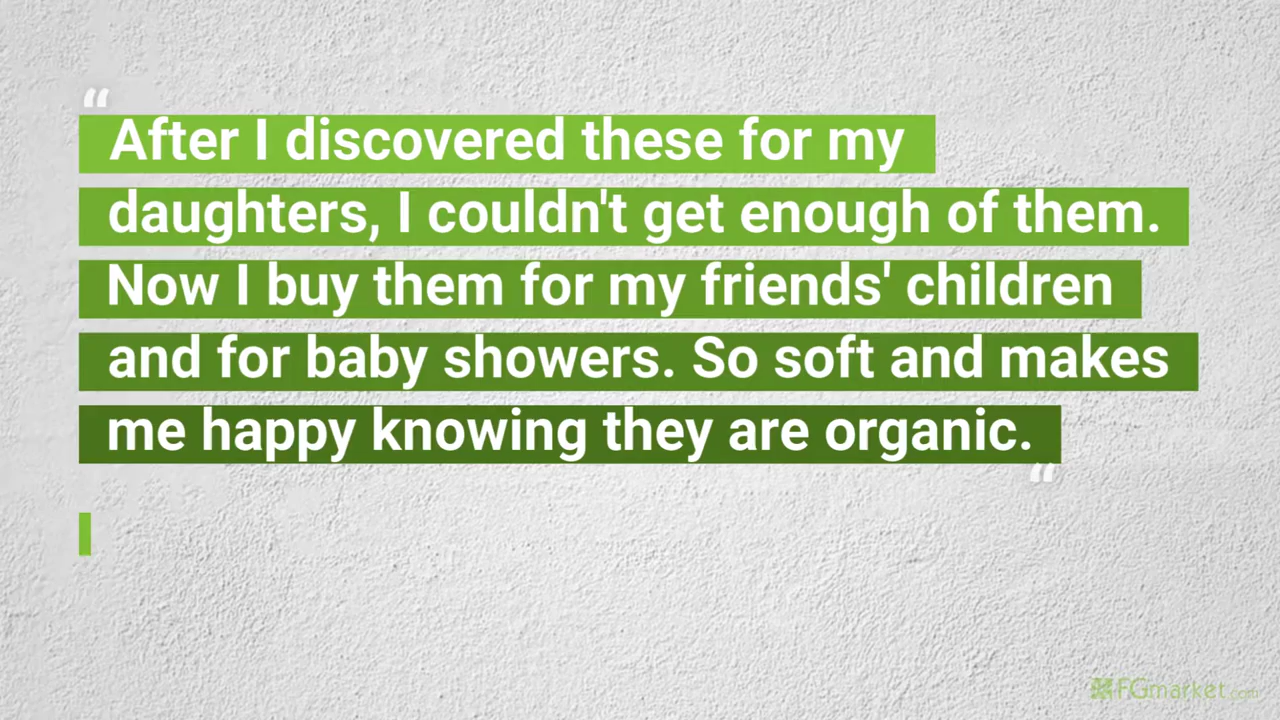 “
After I discovered these for my
daughters, I couldn't get enough of them.
Now I buy them for my friends' children
and for baby showers. So soft and makes
me happy knowing they are organic.
“
FGmarket.com